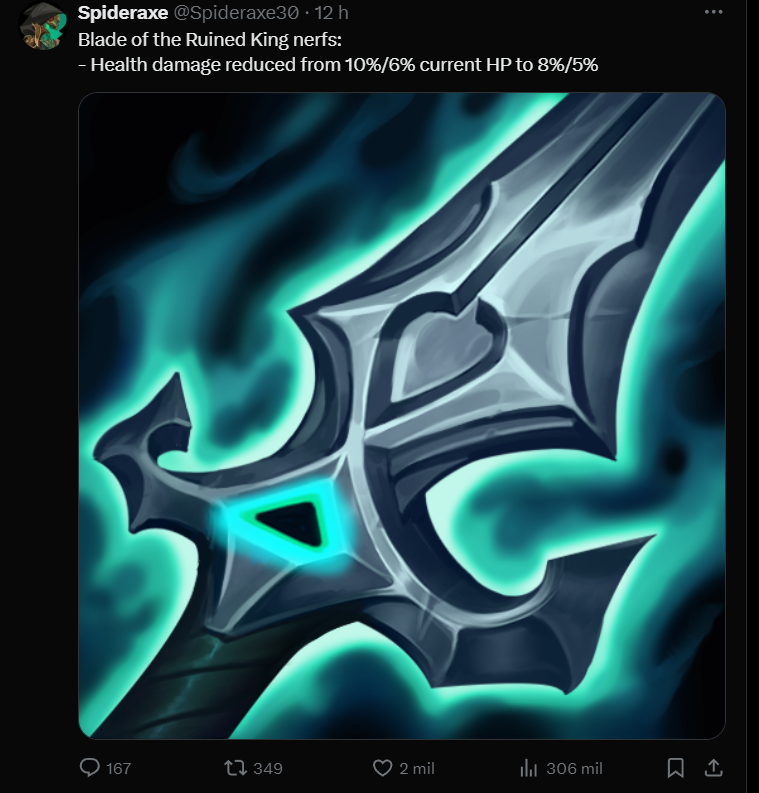 Spideraxe @Spideraxe30 · 12 h
Blade of the Ruined King nerfs:
- Health damage reduced from 10%/6% current HP to 8%/5%
167 349 2 mil 306 mil